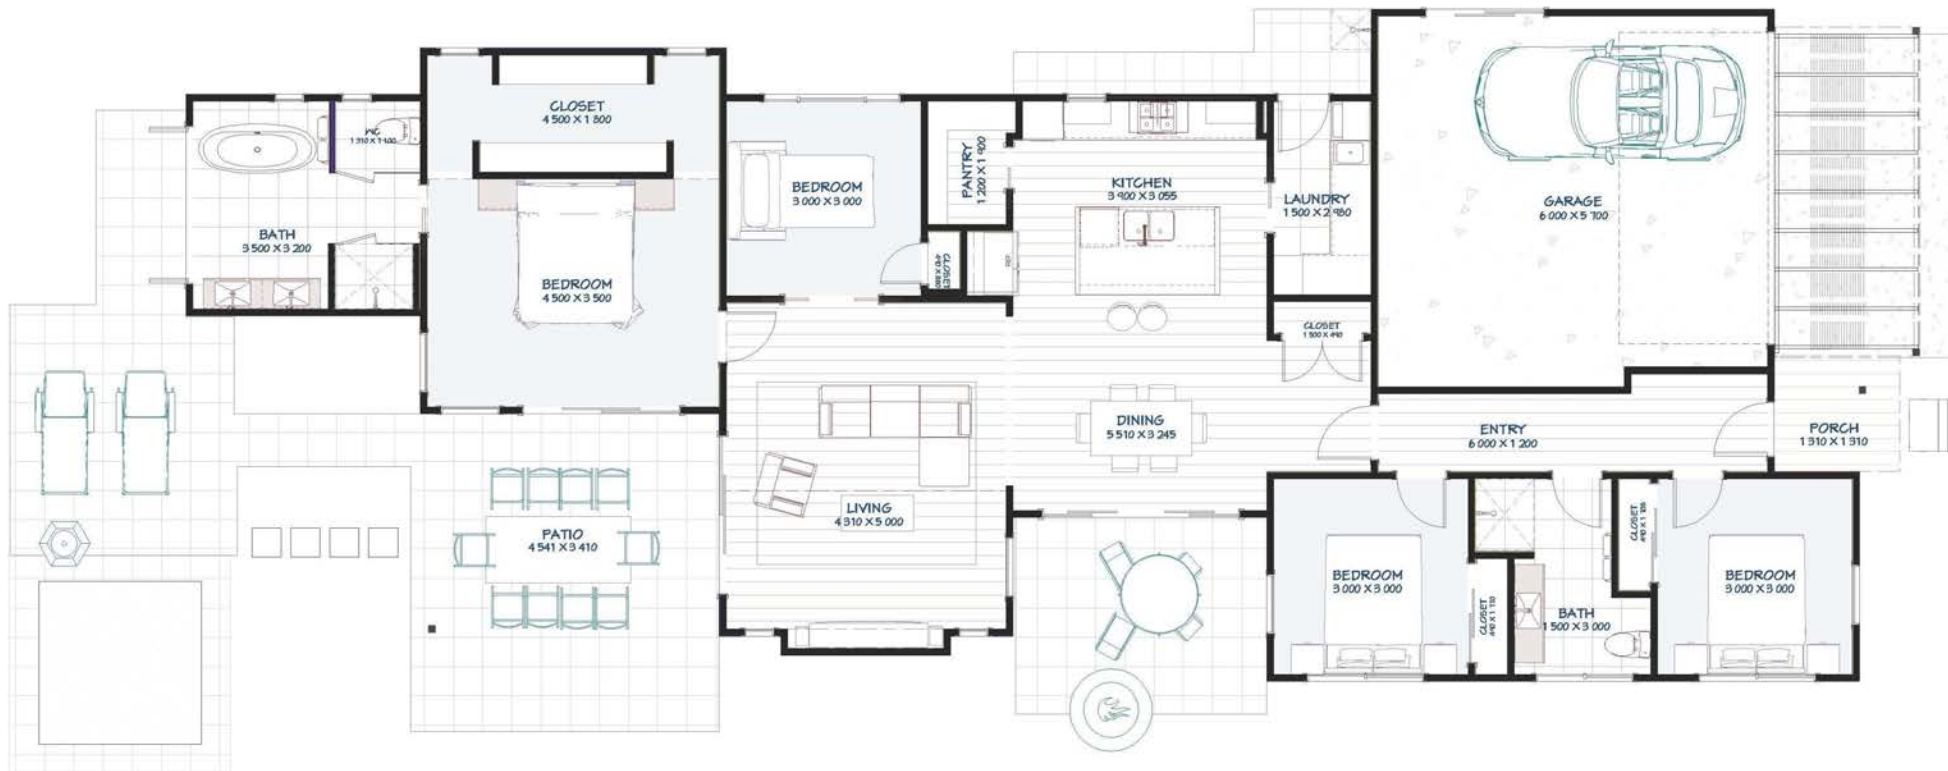 CLOSET
4 500 X 1 800
WC
BATH
3 500 X 3 200
BEDROOM
4 500 X 3 500
BEDROOM
3 000 X 3 000
CLOSET
PANTRY
1 200 X 1 900
KITCHEN
3 900 X 3 055
LAUNDRY
1 500 X 2 980
GARAGE
6 000 X 5 700
CLOSET
DINING
5 510 X 3 245
ENTRY
6 000 X 1 200
PORCH
1 310 X 1 310
LIVING
4 310 X 5 000
PATIO
4 541 X 3 410
BEDROOM
3 000 X 3 000
CLOSET
BATH
1 500 X 3 000
CLOSET
BEDROOM
3 000 X 3 000